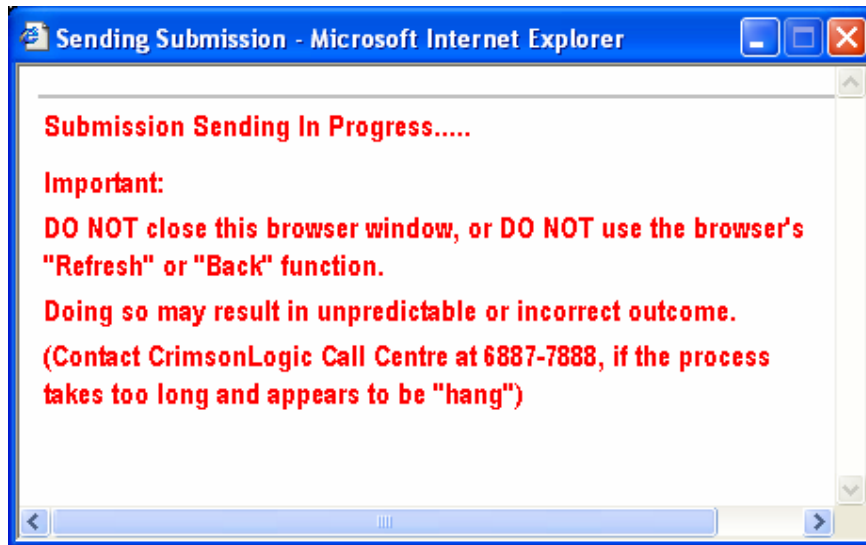 Sending Submission - Microsoft Internet Explorer
Submission Sending In Progress.....
Important:
DO NOT close this browser window, or DO NOT use the browser's
"Refresh" or "Back" function.
Doing so may result in unpredictable or incorrect outcome.
(Contact CrimsonLogic Call Centre at 6887-7888, if the process
takes too long and appears to be "hang")